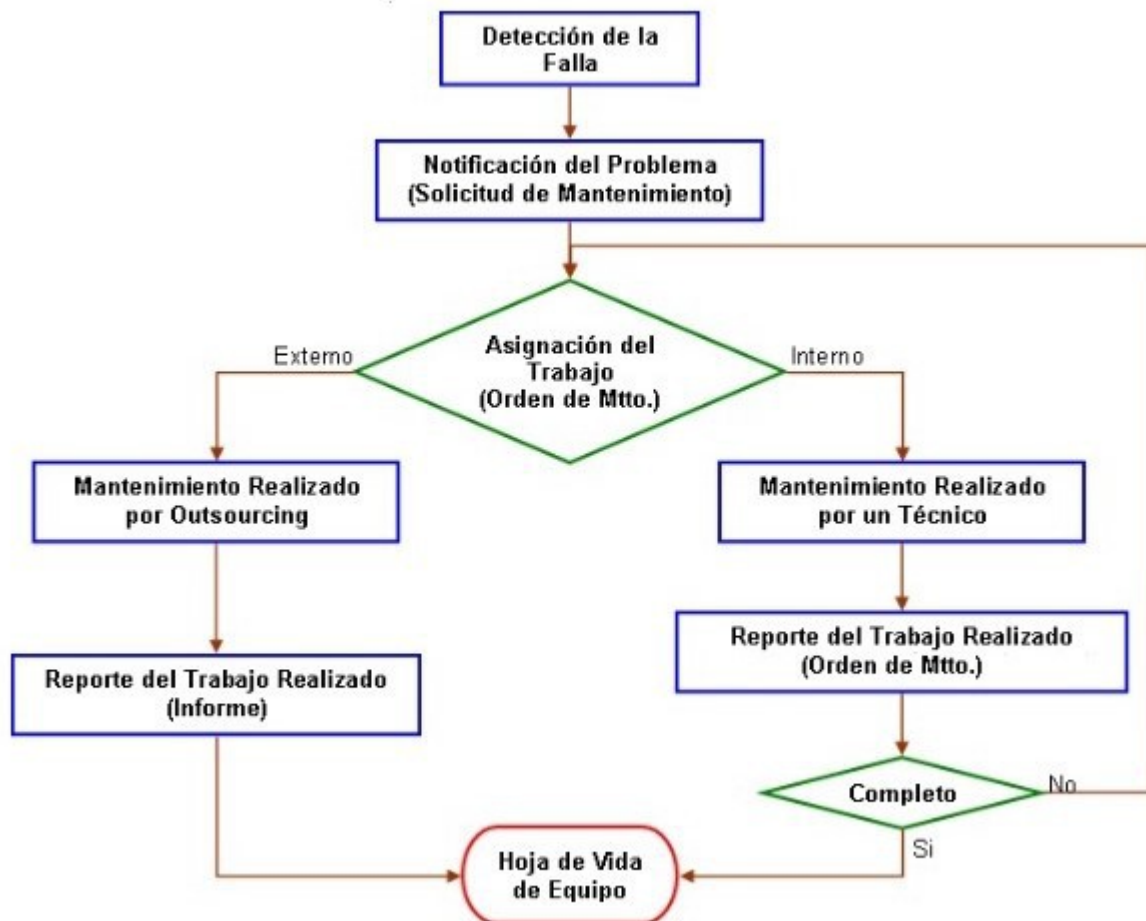 Detección de la
Falla
Notificación del Problema
(Solicitud de Mantenimiento)
Asignación del
Trabajo
(Orden de Mtto.)
Externo
Interno
Mantenimiento Realizado
por Outsourcing
Mantenimiento Realizado
por un Técnico
Reporte del Trabajo Realizado
(Informe)
Reporte del Trabajo Realizado
(Orden de Mtto.)
Completo
No
Si
Hoja de Vida
de Equipo